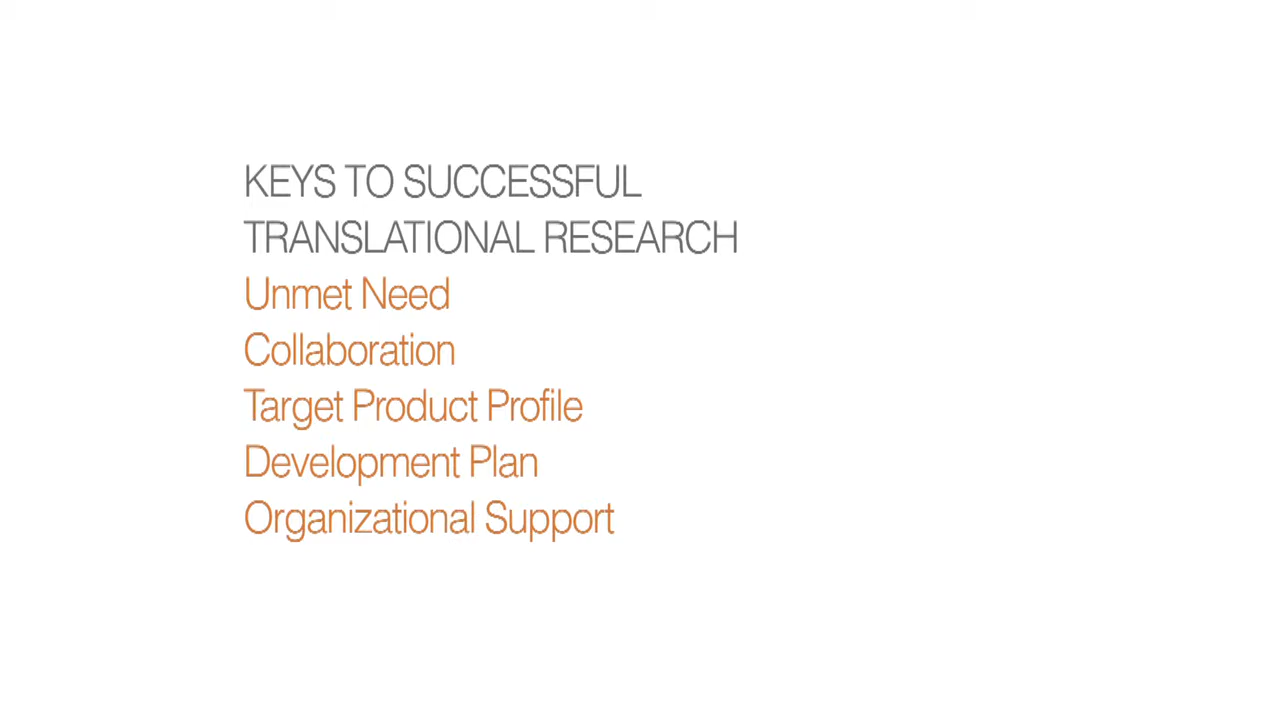 KEYS TO SUCCESSFUL
TRANSLATIONAL RESEARCH
Unmet Need
Collaboration
Target Product Profile
Development Plan
Organizational Support